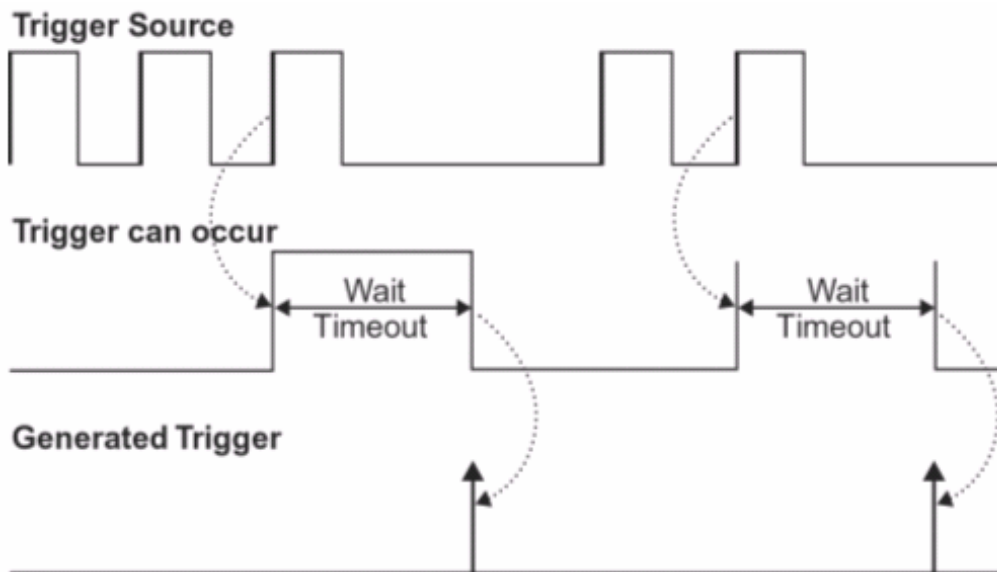 Trigger Source
Trigger can occur
Wait
Timeout
Wait
Timeout
Generated Trigger